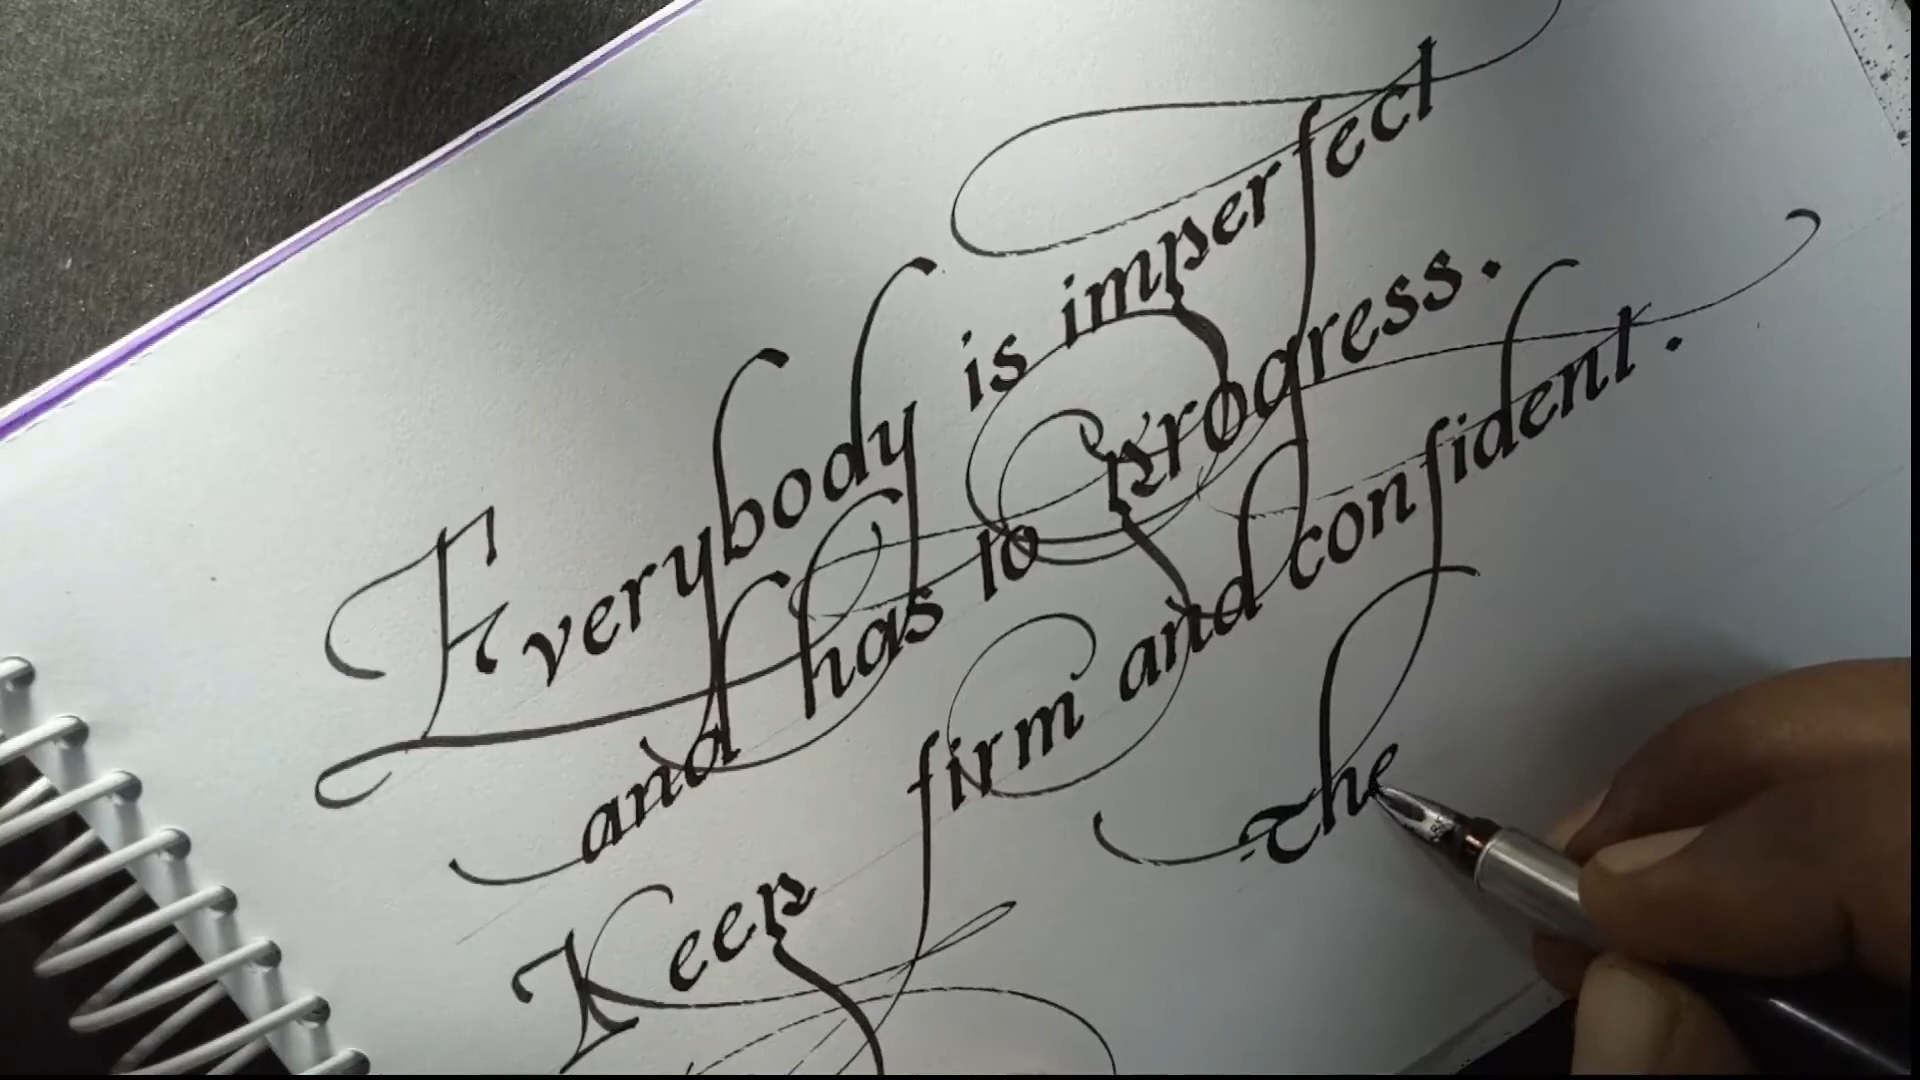 Everybody is imperfect
and has to progress.
Keep firm and confident.
The